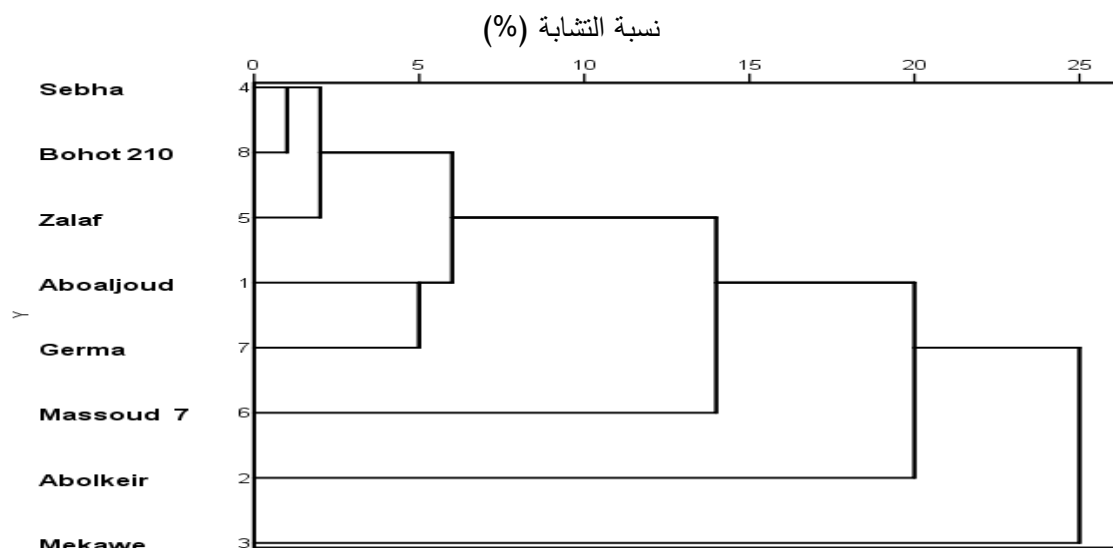 نسبة التشابة (%)
0 5 10 15 20 25
Sebha 4
Bohot 210 8
Zalaf 5
Aboaljoud 1
Y
Germa 7
Massoud 7 6
Abolkeir 2
Mekawe 3